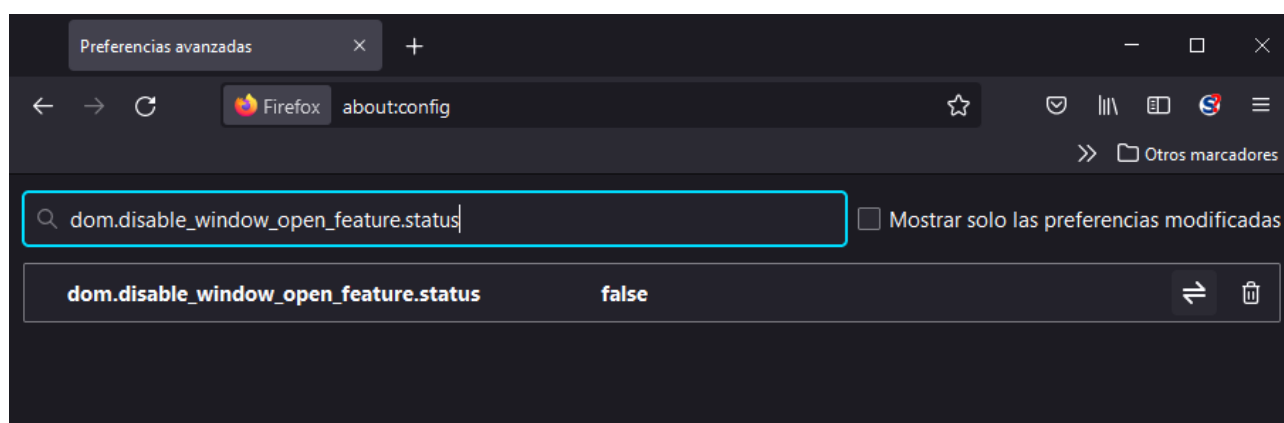 Preferencias avanzadas
Firefox about:config
Otros marcadores
dom.disable_window_open_feature.status
Mostrar solo las preferencias modificadas
dom.disable_window_open_feature.status false